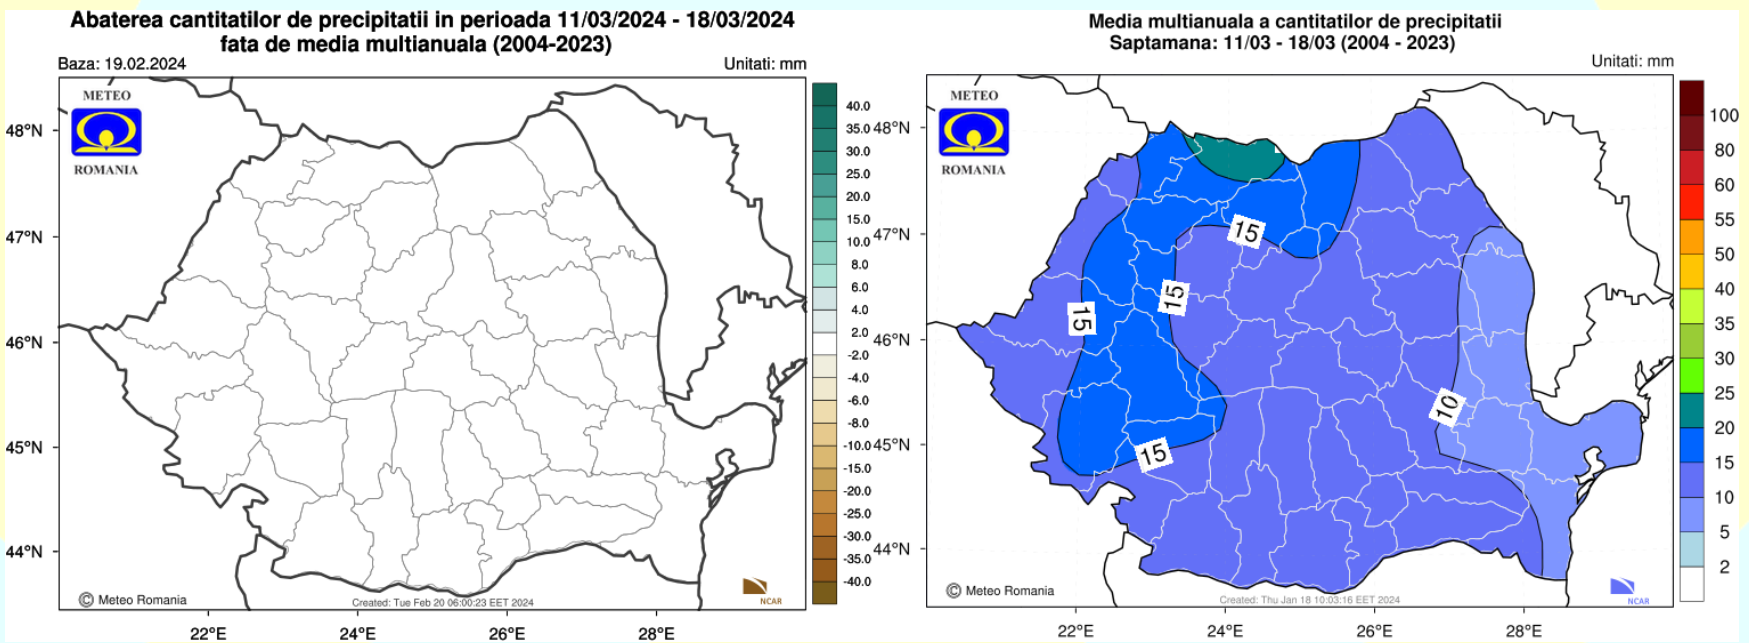 Abaterea cantitatilor de precipitatii in perioada 11/03/2024 - 18/03/2024
fata de media multianuala (2004-2023)
Baza: 19.02.2024
Unitati: mm
METEO
ROMANIA
48°N
47°N
46°N
45°N
44°N
22°E
24°E
26°E
28°E
40.0
35.0
30.0
25.0
20.0
15.0
10.0
8.0
6.0
4.0
2.0
-2.0
-4.0
-6.0
-8.0
-10.0
-15.0
-20.0
-25.0
-30.0
-35.0
-40.0
© Meteo Romania
Created: Tue Feb 20 06:00:23 EET 2024
NCAR
Media multianuala a cantitatilor de precipitatii
Saptamana: 11/03 - 18/03 (2004 - 2023)
Unitati: mm
METEO
ROMANIA
48°N
47°N
46°N
45°N
44°N
15
15
15
10
15
22°E
24°E
26°E
28°E
100
80
60
55
50
40
35
30
25
20
15
10
5
2
© Meteo Romania
Created: Thu Jan 18 10:03:16 EET 2024
NCAR